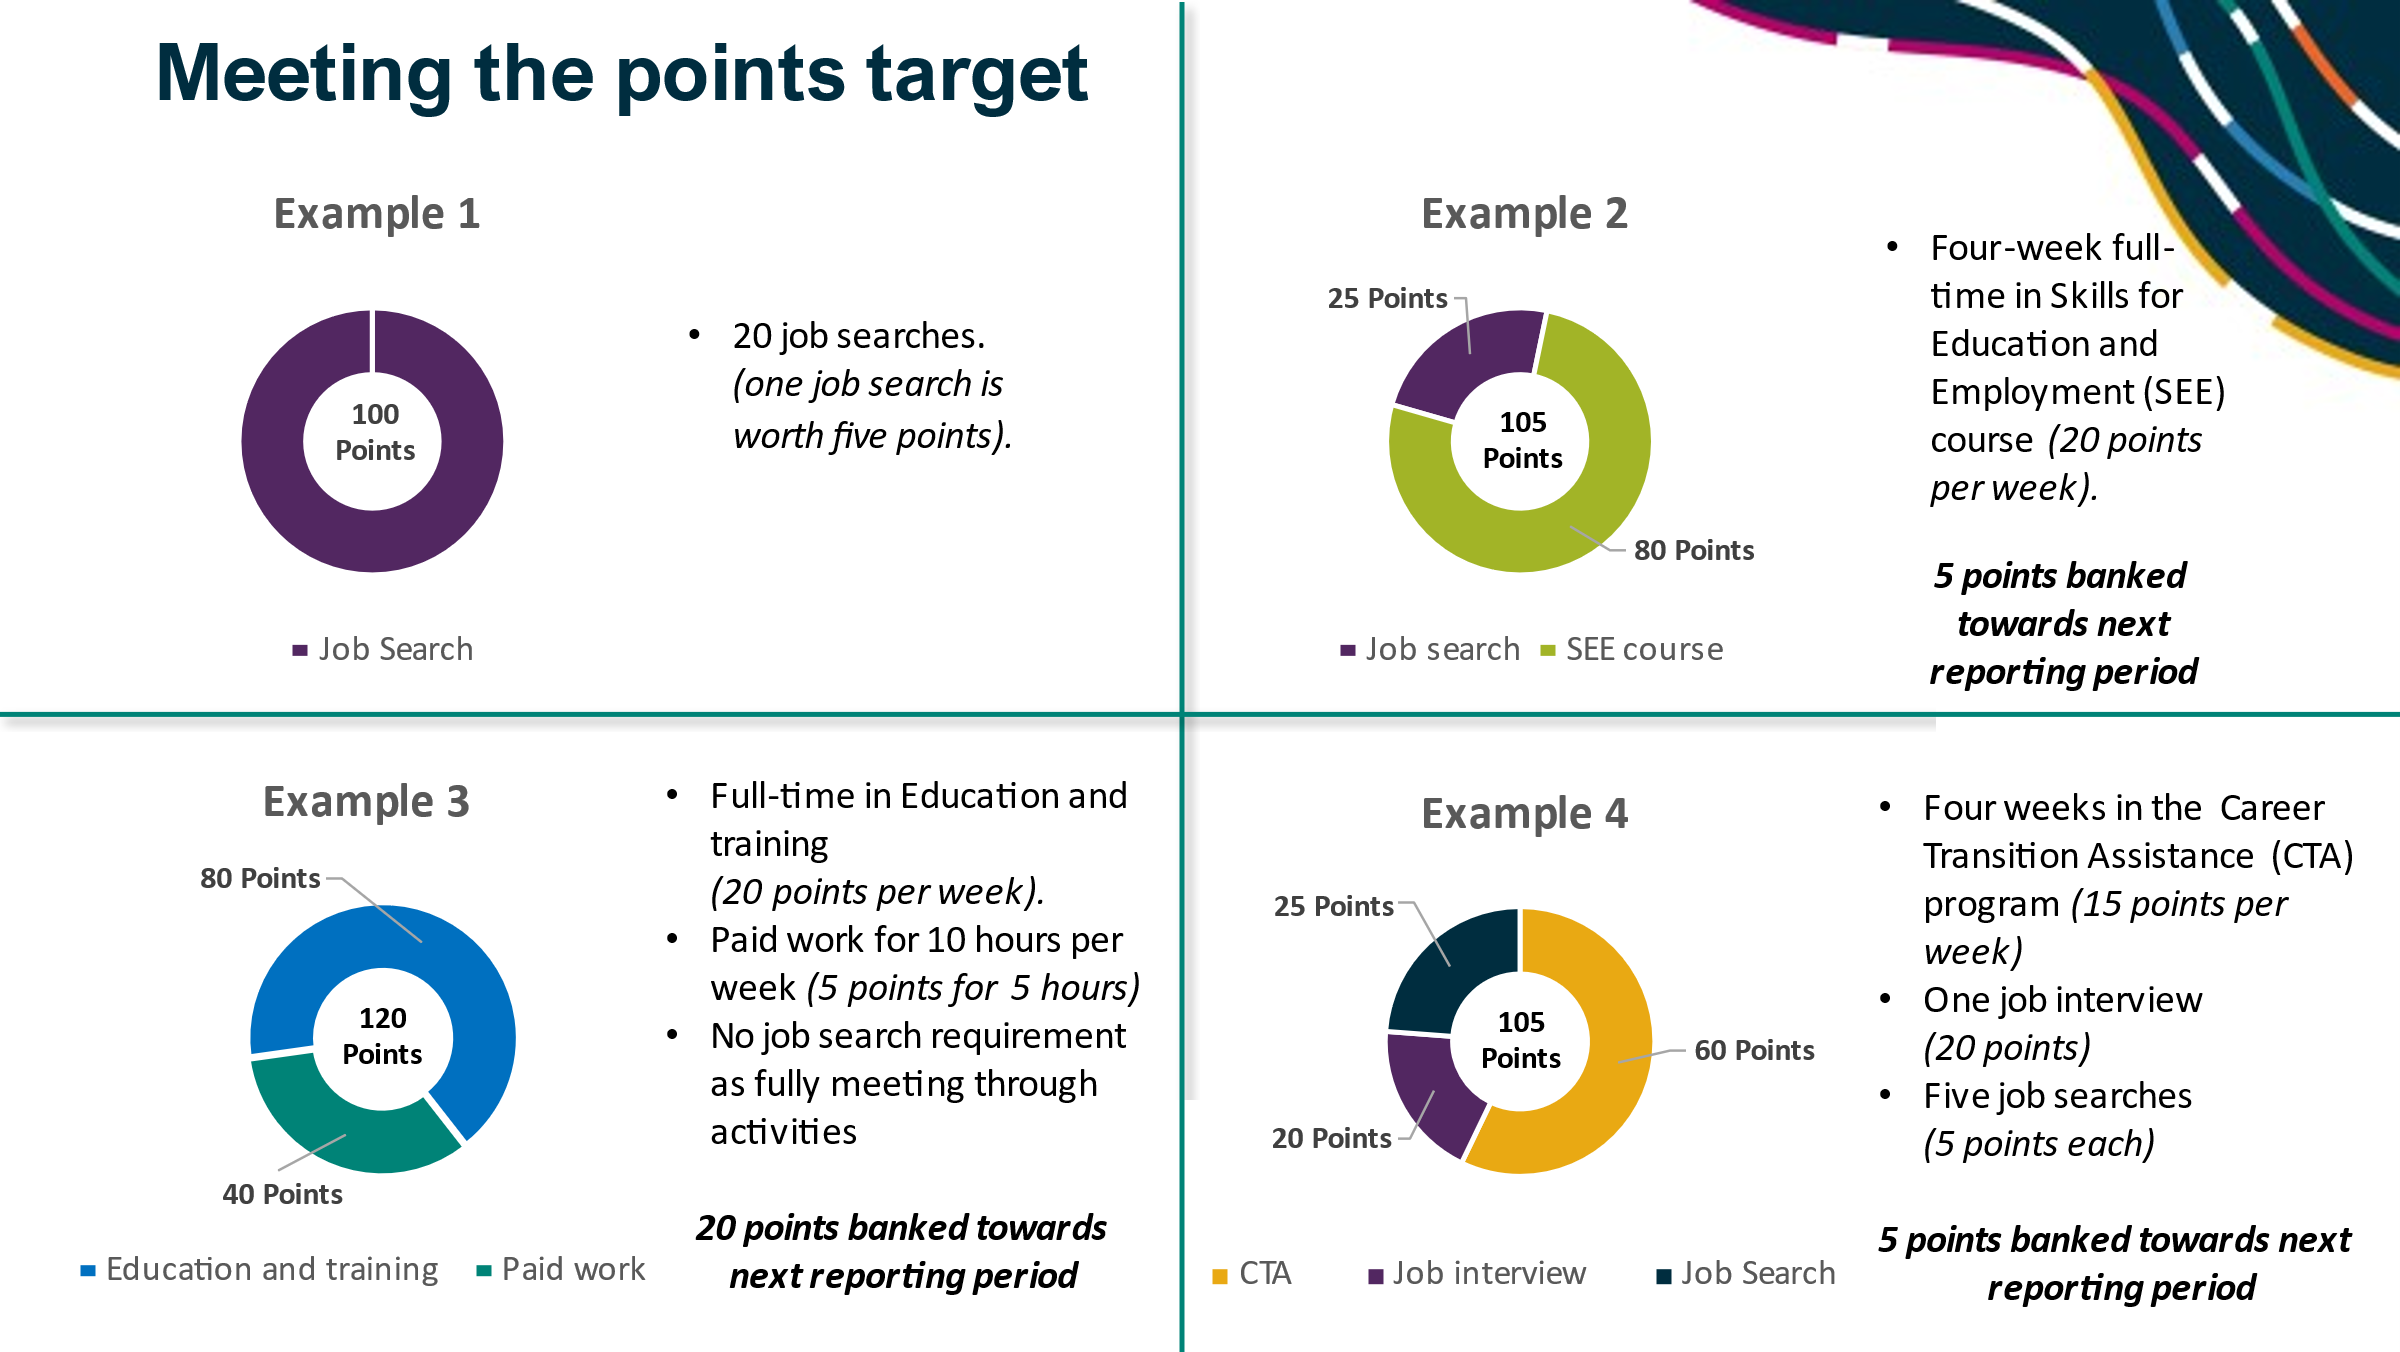 Meeting the points target
Example 1
100
Points
Job Search
• 20 job searches.
(one job search is
worth five points).
Example 2
25 Points
105
Points
80 Points
Job search
SEE course
• Four-week full-
time in Skills for
Education and
Employment (SEE)
course (20 points
per week).
5 points banked
towards next
reporting period
Example 3
80 Points
120
Points
40 Points
Education and training
Paid work
• Full-time in Education and
training
(20 points per week).
• Paid work for 10 hours per
week (5 points for 5 hours)
• No job search requirement
as fully meeting through
activities
20 points banked towards
next reporting period
Example 4
25 Points
105
Points
60 Points
20 Points
CTA
Job interview
Job Search
• Four weeks in the Career
Transition Assistance (CTA)
program (15 points per
week)
• One job interview
(20 points)
• Five job searches
(5 points each)
5 points banked towards next
reporting period